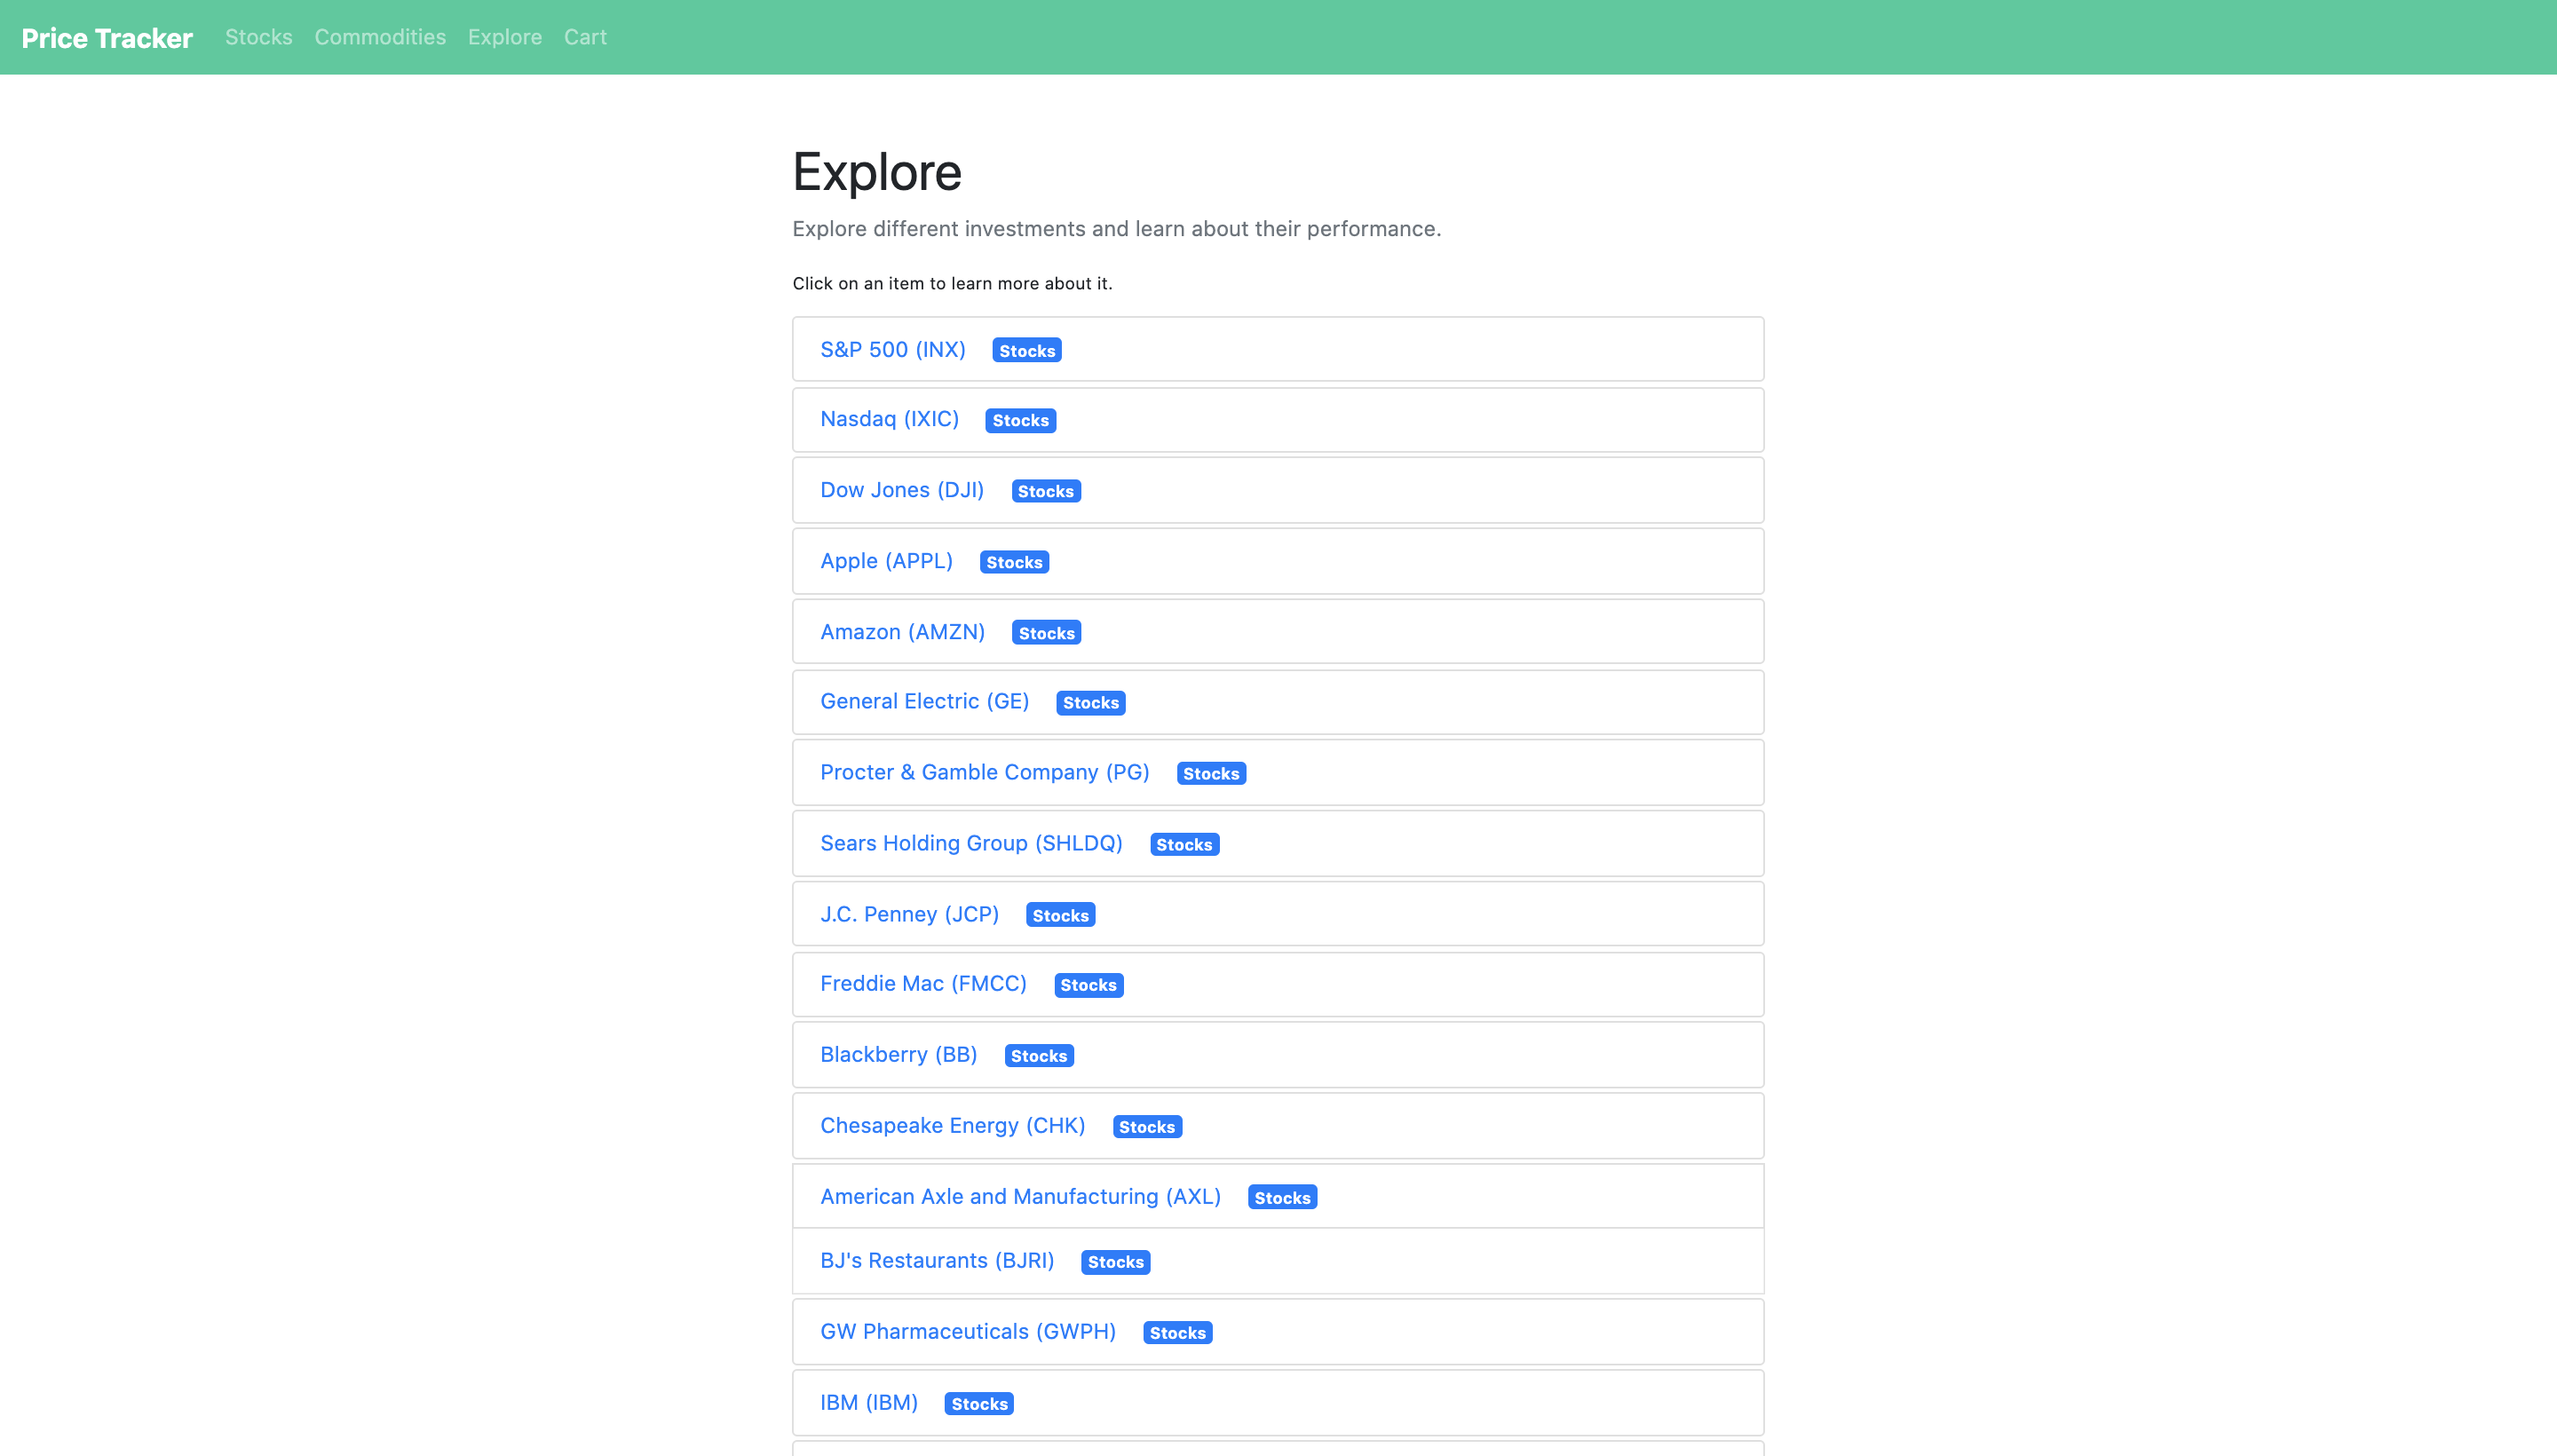 Price Tracker Stocks Commodities Explore Cart
Explore
Explore different investments and learn about their performance.
Click on an item to learn more about it.
S&P 500 (INX) Stocks
Nasdaq (IXIC) Stocks
Dow Jones (DJI) Stocks
Apple (APPL) Stocks
Amazon (AMZN) Stocks
General Electric (GE) Stocks
Procter & Gamble Company (PG) Stocks
Sears Holding Group (SHLDQ) Stocks
J.C. Penney (JCP) Stocks
Freddie Mac (FMCC) Stocks
Blackberry (BB) Stocks
Chesapeake Energy (CHK) Stocks
American Axle and Manufacturing (AXL) Stocks
BJ's Restaurants (BJRI) Stocks
GW Pharmaceuticals (GWPH) Stocks
IBM (IBM) Stocks